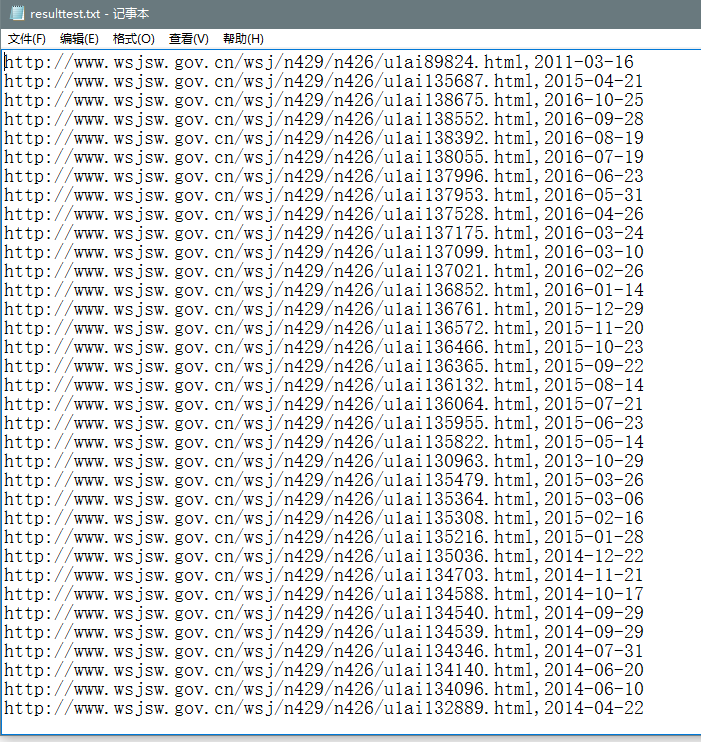 resulttest.txt - 记事本
文件(F) 编辑(E) 格式(O) 查看(V) 帮助(H)
http://www.wsjsw.gov.cn/wsj/n429/n426/u1ai89824.html,2011-03-16
http://www.wsjsw.gov.cn/wsj/n429/n426/u1ai135687.html,2015-04-21
http://www.wsjsw.gov.cn/wsj/n429/n426/u1ai138675.html,2016-10-25
http://www.wsjsw.gov.cn/wsj/n429/n426/u1ai138552.html,2016-09-28
http://www.wsjsw.gov.cn/wsj/n429/n426/u1ai138392.html,2016-08-19
http://www.wsjsw.gov.cn/wsj/n429/n426/u1ai138055.html,2016-07-19
http://www.wsjsw.gov.cn/wsj/n429/n426/u1ai137996.html,2016-06-23
http://www.wsjsw.gov.cn/wsj/n429/n426/u1ai137953.html,2016-05-31
http://www.wsjsw.gov.cn/wsj/n429/n426/u1ai137528.html,2016-04-26
http://www.wsjsw.gov.cn/wsj/n429/n426/u1ai137175.html,2016-03-24
http://www.wsjsw.gov.cn/wsj/n429/n426/u1ai137099.html,2016-03-10
http://www.wsjsw.gov.cn/wsj/n429/n426/u1ai137021.html,2016-02-26
http://www.wsjsw.gov.cn/wsj/n429/n426/u1ai136852.html,2016-01-14
http://www.wsjsw.gov.cn/wsj/n429/n426/u1ai136761.html,2015-12-29
http://www.wsjsw.gov.cn/wsj/n429/n426/u1ai136572.html,2015-11-20
http://www.wsjsw.gov.cn/wsj/n429/n426/u1ai136466.html,2015-10-23
http://www.wsjsw.gov.cn/wsj/n429/n426/u1ai136365.html,2015-09-22
http://www.wsjsw.gov.cn/wsj/n429/n426/u1ai136132.html,2015-08-14
http://www.wsjsw.gov.cn/wsj/n429/n426/u1ai136064.html,2015-07-21
http://www.wsjsw.gov.cn/wsj/n429/n426/u1ai135955.html,2015-06-23
http://www.wsjsw.gov.cn/wsj/n429/n426/u1ai135822.html,2015-05-14
http://www.wsjsw.gov.cn/wsj/n429/n426/u1ai130963.html,2013-10-29
http://www.wsjsw.gov.cn/wsj/n429/n426/u1ai135479.html,2015-03-26
http://www.wsjsw.gov.cn/wsj/n429/n426/u1ai135364.html,2015-03-06
http://www.wsjsw.gov.cn/wsj/n429/n426/u1ai135308.html,2015-02-16
http://www.wsjsw.gov.cn/wsj/n429/n426/u1ai135216.html,2015-01-28
http://www.wsjsw.gov.cn/wsj/n429/n426/u1ai135036.html,2014-12-22
http://www.wsjsw.gov.cn/wsj/n429/n426/u1ai134703.html,2014-11-21
http://www.wsjsw.gov.cn/wsj/n429/n426/u1ai134588.html,2014-10-17
http://www.wsjsw.gov.cn/wsj/n429/n426/u1ai134540.html,2014-09-29
http://www.wsjsw.gov.cn/wsj/n429/n426/u1ai134539.html,2014-09-29
http://www.wsjsw.gov.cn/wsj/n429/n426/u1ai134346.html,2014-07-31
http://www.wsjsw.gov.cn/wsj/n429/n426/u1ai134140.html,2014-06-20
http://www.wsjsw.gov.cn/wsj/n429/n426/u1ai134096.html,2014-06-10
http://www.wsjsw.gov.cn/wsj/n429/n426/u1ai132889.html,2014-04-22